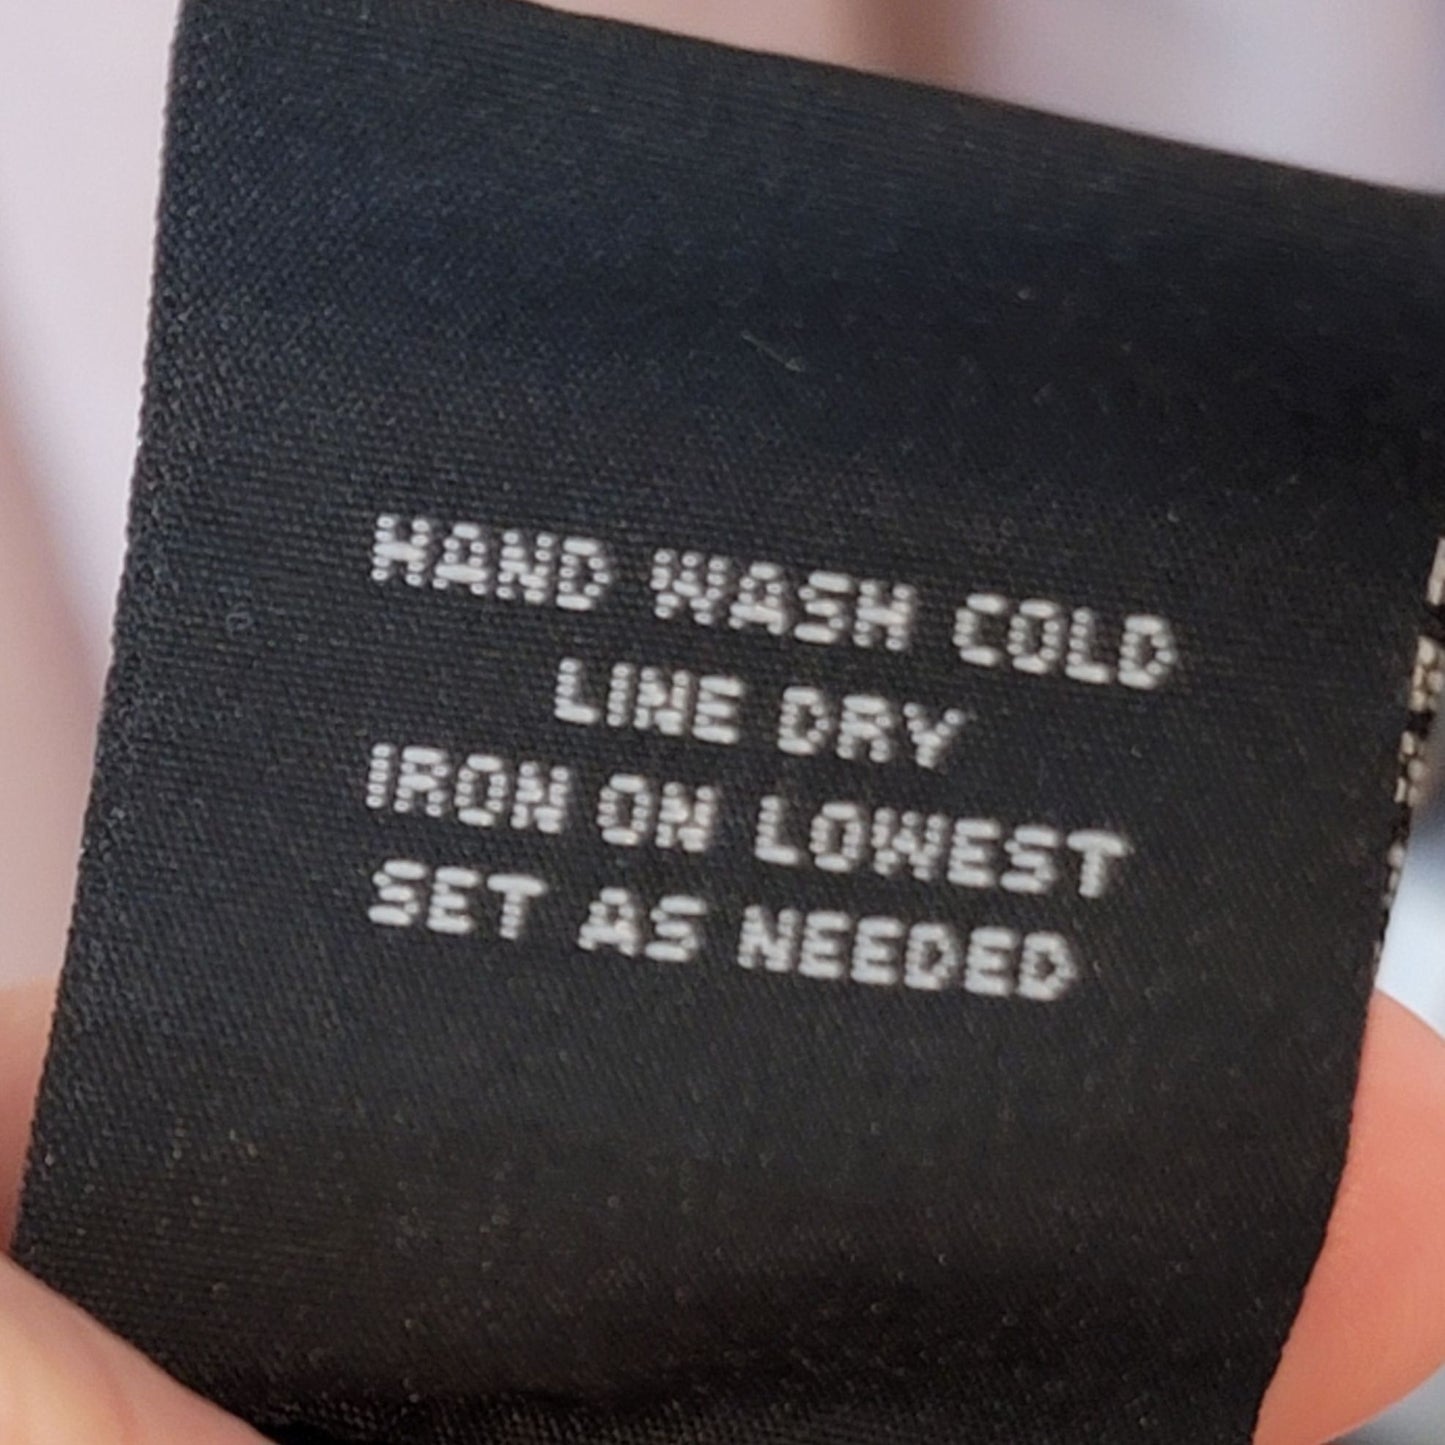 HAND WASH COLD
LINE DRY
IRON ON LOWEST
SET AS NEEDED